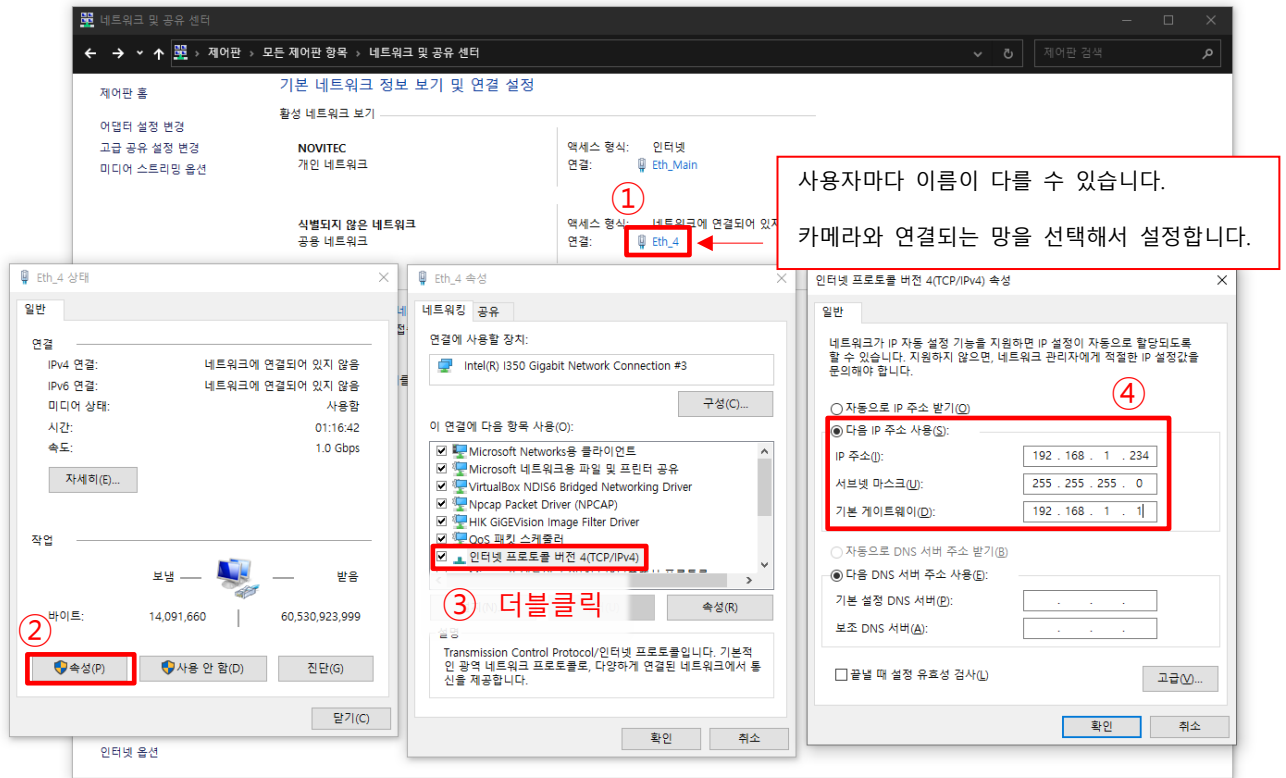 네트워크 및 공유 센터
제어판 › 모든 제어판 항목 › 네트워크 및 공유 센터
제어판 검색
제어판 홈
어댑터 설정 변경
고급 공유 설정 변경
미디어 스트리밍 옵션
기본 네트워크 정보 보기 및 연결 설정
활성 네트워크 보기
NOVITEC
개인 네트워크
액세스 형식: 인터넷
연결: Eth_Main
①
식별되지 않은 네트워크
공용 네트워크
액세스 형식: 네트워크에 연결되어 있지
연결: Eth_4
사용자마다 이름이 다를 수 있습니다.
카메라와 연결되는 망을 선택해서 설정합니다.
Eth_4 상태
일반
연결
IPv4 연결: 네트워크에 연결되어 있지 않음
IPv6 연결: 네트워크에 연결되어 있지 않음
미디어 상태: 사용함
시간: 01:16:42
속도: 1.0 Gbps
자세히(E)...
작업
보냄 받음
바이트: 14,091,660 60,530,923,999
②
속성(P)
사용 안 함(D)
진단(G)
닫기(C)
인터넷 옵션
Eth_4 속성
네트워킹 공유
연결에 사용할 장치:
Intel(R) I350 Gigabit Network Connection #3
구성(C)...
이 연결에 다음 항목 사용(O):
Microsoft Networks용 클라이언트
Microsoft 네트워크용 파일 및 프린터 공유
VirtualBox NDIS6 Bridged Networking Driver
Npcap Packet Driver (NPCAP)
HIK GiGEVision Image Filter Driver
QoS 패킷 스케줄러
인터넷 프로토콜 버전 4(TCP/IPv4)
③ 더블클릭
속성(R)
설명
Transmission Control Protocol/인터넷 프로토콜입니다. 기본적
인 광역 네트워크 프로토콜로, 다양하게 연결된 네트워크에서 통
신을 제공합니다.
확인
취소
인터넷 프로토콜 버전 4(TCP/IPv4) 속성
일반
네트워크가 IP 자동 설정 기능을 지원하면 IP 설정이 자동으로 할당되도록
할 수 있습니다. 지원하지 않으면, 네트워크 관리자에게 적절한 IP 설정값을
문의해야 합니다.
④
자동으로 IP 주소 받기(O)
다음 IP 주소 사용(S):
IP 주소(I): 192 . 168 . 1 . 234
서브넷 마스크(U): 255 . 255 . 255 . 0
기본 게이트웨이(D): 192 . 168 . 1 . 1
자동으로 DNS 서버 주소 받기(B)
다음 DNS 서버 주소 사용(E):
기본 설정 DNS 서버(P): . . .
보조 DNS 서버(A): . . .
끝낼 때 설정 유효성 검사(L)
고급(V)...
확인
취소